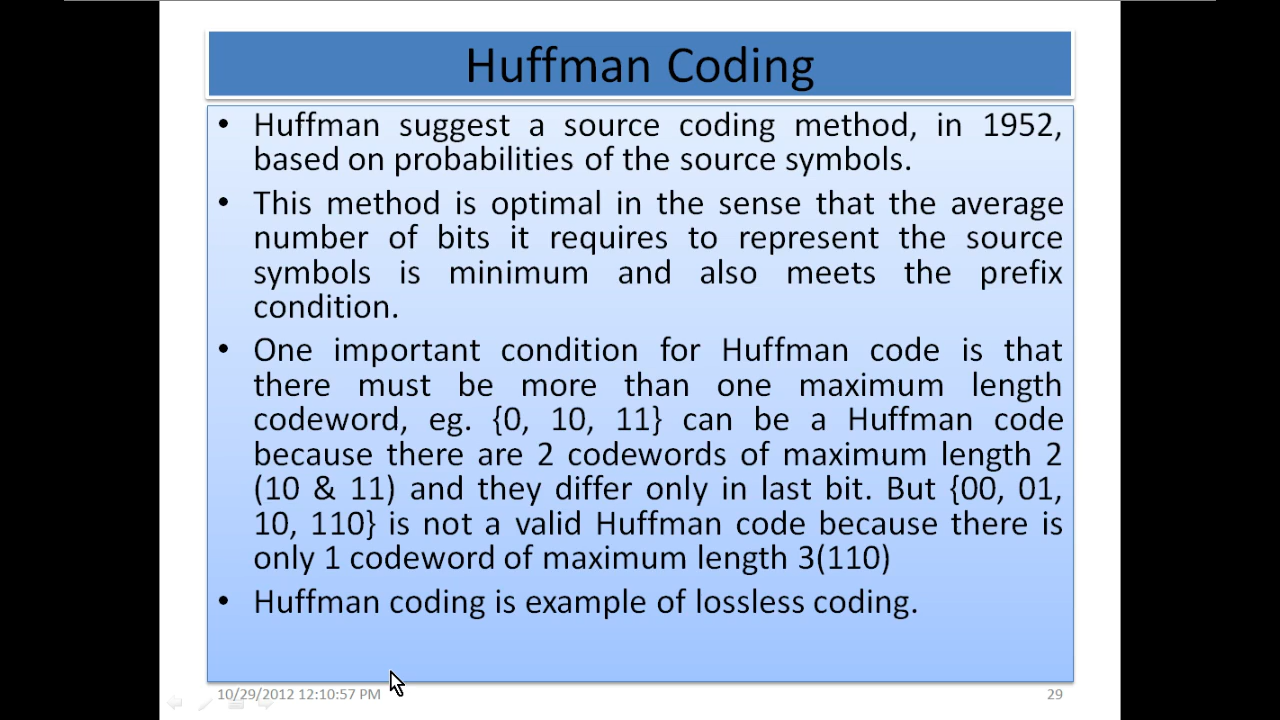 Huffman Coding
• Huffman suggest a source coding method, in 1952,
based on probabilities of the source symbols.
• This method is optimal in the sense that the average
number of bits it requires to represent the source
symbols is minimum and also meets the prefix
condition.
• One important condition for Huffman code is that
there must be more than one maximum length
codeword, eg. {0, 10, 11} can be a Huffman code
because there are 2 codewords of maximum length 2
(10 & 11) and they differ only in last bit. But {00, 01,
10, 110} is not a valid Huffman code because there is
only 1 codeword of maximum length 3(110)
• Huffman coding is example of lossless coding.
10/29/2012 12:10:57 PM
29